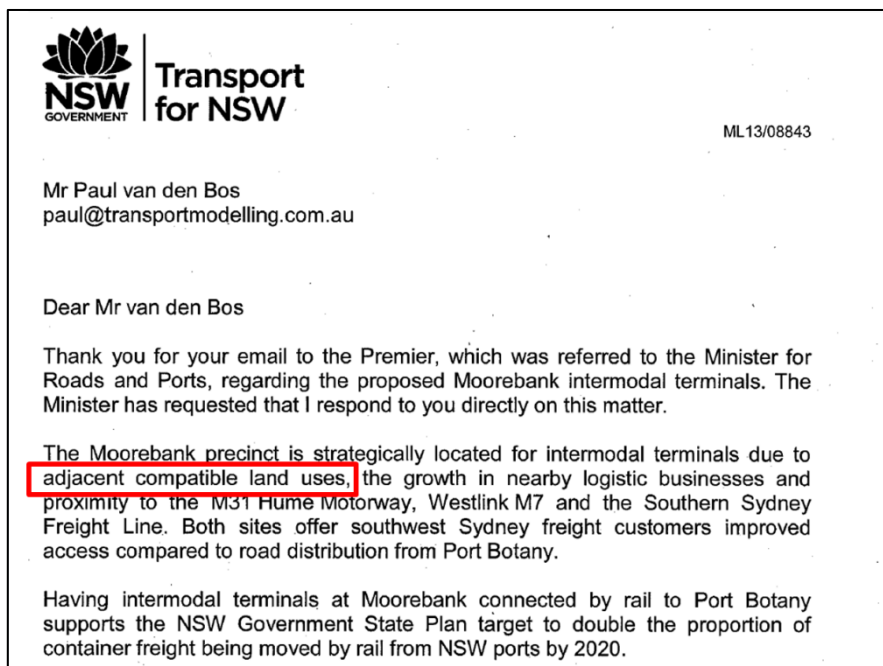 NSW
GOVERNMENT
Transport
for NSW
ML13/08843
Mr Paul van den Bos
paul@transportmodelling.com.au
Dear Mr van den Bos
Thank you for your email to the Premier, which was referred to the Minister for
Roads and Ports, regarding the proposed Moorebank intermodal terminals. The
Minister has requested that I respond to you directly on this matter.
The Moorebank precinct is strategically located for intermodal terminals due to
adjacent compatible land uses, the growth in nearby logistic businesses and
proximity to the M31 Hume Motorway, Westlink M7 and the Southern Sydney
Freight Line. Both sites offer southwest Sydney freight customers improved
access compared to road distribution from Port Botany.
Having intermodal terminals at Moorebank connected by rail to Port Botany
supports the NSW Government State Plan target to double the proportion of
container freight being moved by rail from NSW ports by 2020.